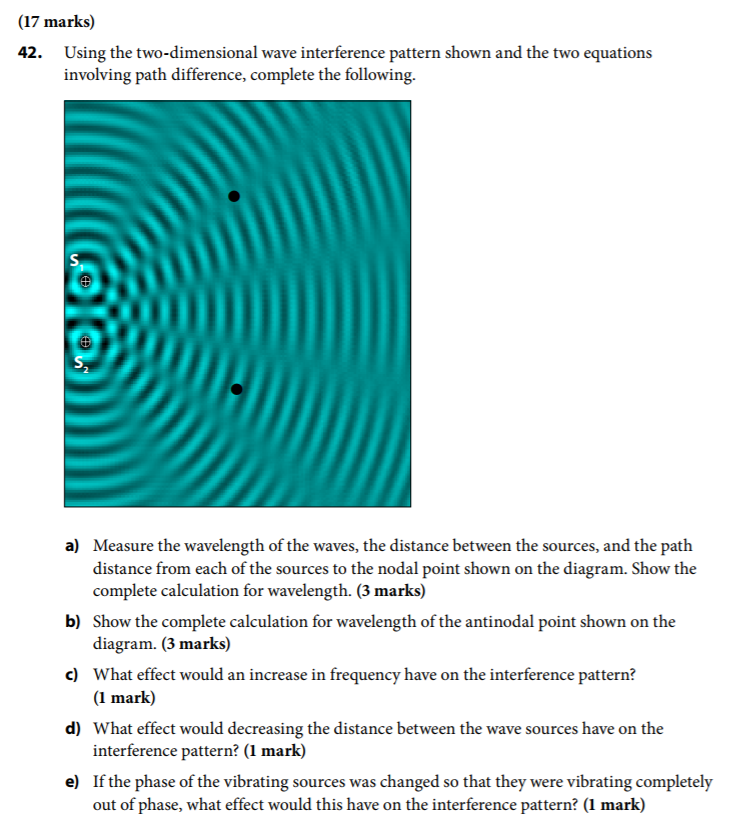 (17 marks)
42. Using the two-dimensional wave interference pattern shown and the two equations
involving path difference, complete the following.
S₁
S₂
a) Measure the wavelength of the waves, the distance between the sources, and the path
distance from each of the sources to the nodal point shown on the diagram. Show the
complete calculation for wavelength. (3 marks)
b) Show the complete calculation for wavelength of the antinodal point shown on the
diagram. (3 marks)
c) What effect would an increase in frequency have on the interference pattern?
(1 mark)
d) What effect would decreasing the distance between the wave sources have on the
interference pattern? (1 mark)
e) If the phase of the vibrating sources was changed so that they were vibrating completely
out of phase, what effect would this have on the interference pattern? (1 mark)